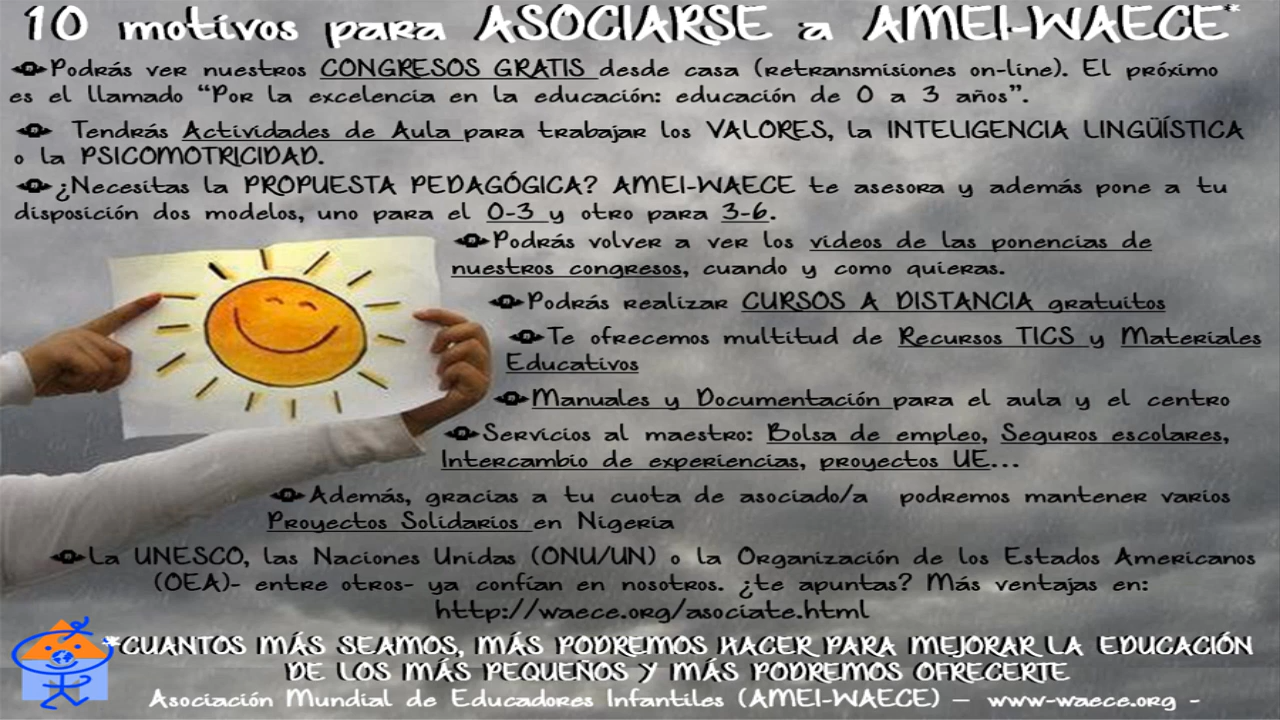 10 motivos para ASOCIARSE a AMEI-WAECE*
Podrás ver nuestros CONGRESOS GRATIS desde casa (retransmisiones on-line). El próximo
es el llamado “Por la excelencia en la educación: educación de 0 a 3 años”.
Tendrás Actividades de Aula para trabajar los VALORES, la INTELIGENCIA LINGÜÍSTICA
o la PSICOMOTRICIDAD.
¿Necesitas la PROPUESTA PEDAGÓGICA? AMEI-WAECE te asesora y además pone a tu
disposición dos modelos, uno para el 0-3 y otro para 3-6.
Podrás volver a ver los videos de las ponencias de
nuestros congresos, cuando y como quieras.
Podrás realizar CURSOS A DISTANCIA gratuitos
Te ofrecemos multitud de Recursos TICS y Materiales
Educativos
Manuales y Documentación para el aula y el centro
Servicios al maestro: Bolsa de empleo, Seguros escolares,
Intercambio de experiencias, proyectos UE...
Además, gracias a tu cuota de asociado/a podremos mantener varios
Proyectos Solidarios en Nigeria
La UNESCO, las Naciones Unidas (ONU/UN) o la Organización de los Estados Americanos
(OEA)- entre otros- ya confían en nosotros. ¿te apuntas? Más ventajas en:
http://waece.org/asociate.html
*CUANTOS MÁS SEAMOS, MÁS PODREMOS HACER PARA MEJORAR LA EDUCACIÓN
DE LOS MÁS PEQUEÑOS Y MÁS PODREMOS OFRECERTE
Asociación Mundial de Educadores Infantiles (AMEI-WAECE) – www-waece.org -